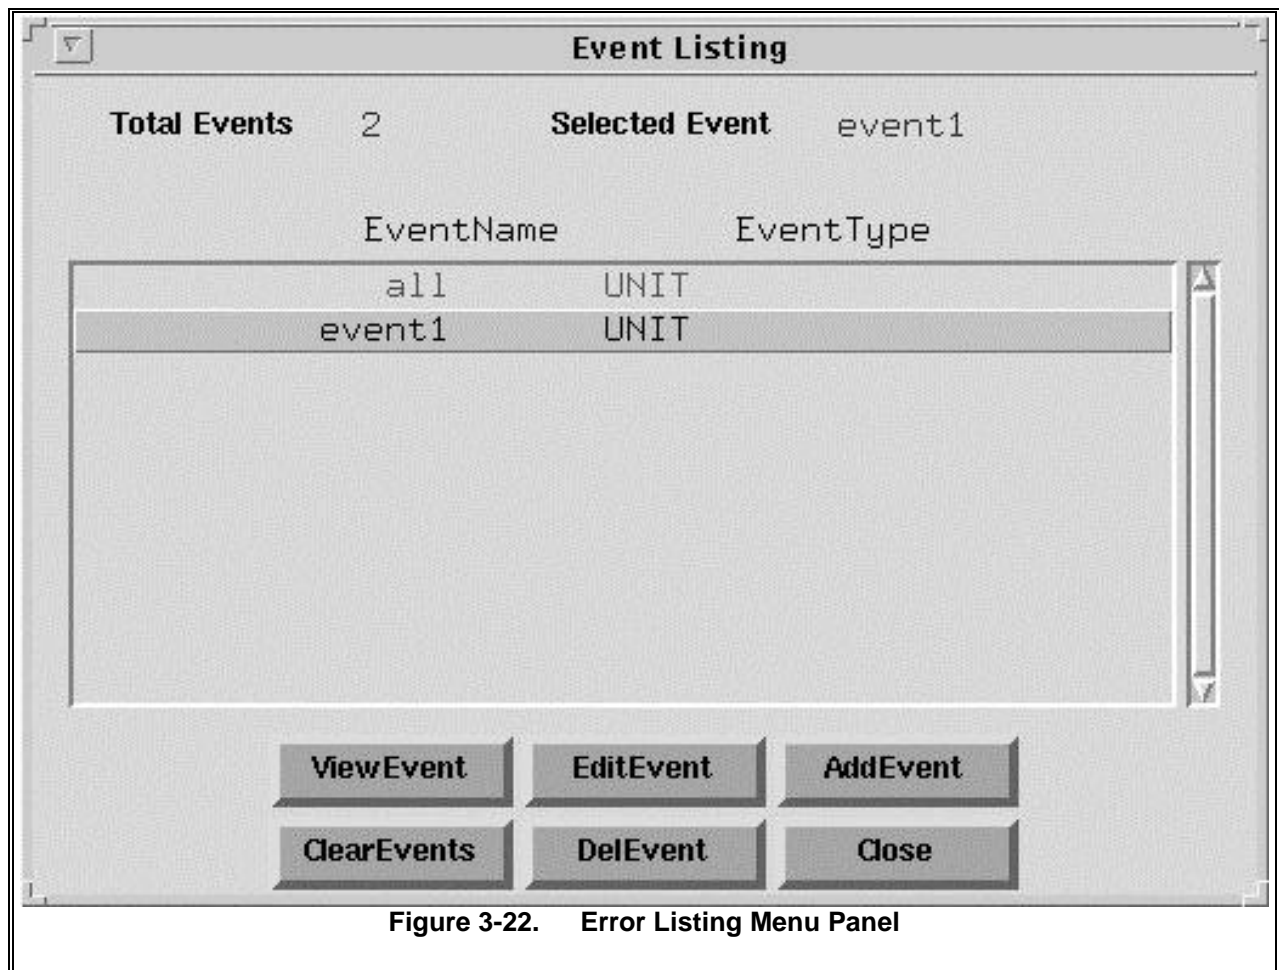 Event Listing
Total Events 2 Selected Event event1
EventName EventType
all UNIT
event1 UNIT
ViewEvent EditEvent AddEvent
ClearEvents DelEvent Close
Figure 3-22. Error Listing Menu Panel